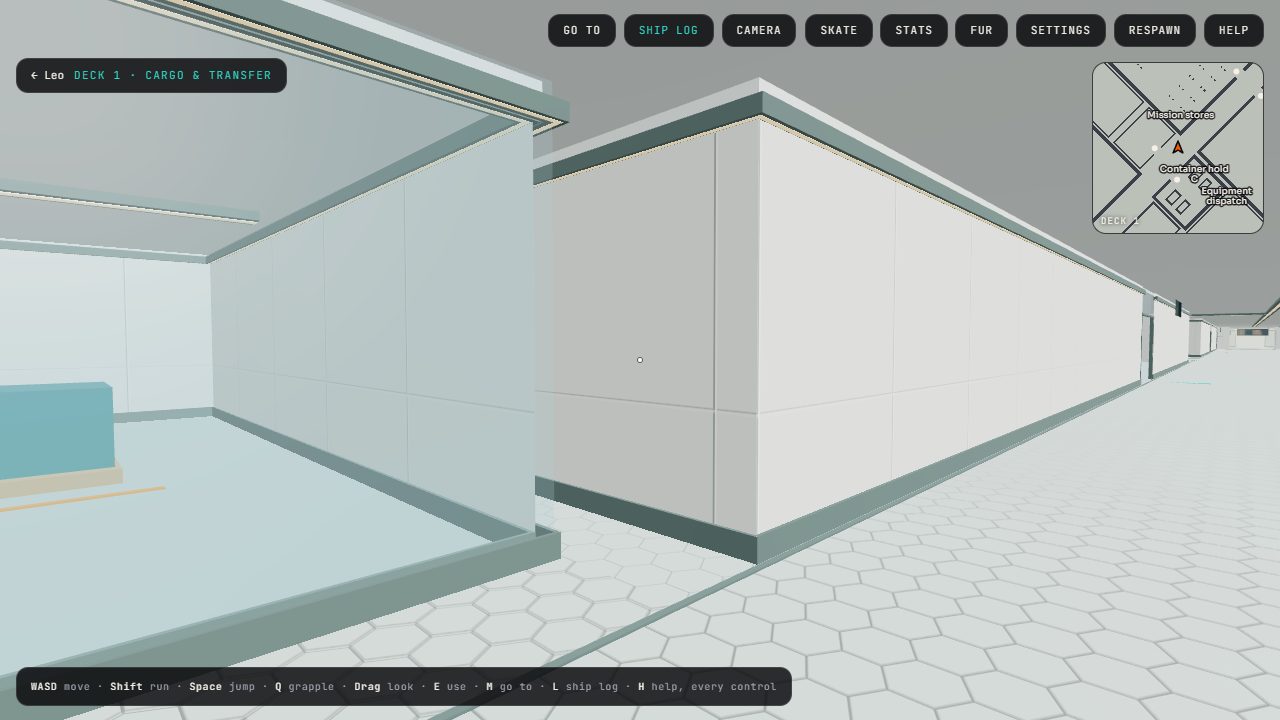 GO TO
SHIP LOG
CAMERA
SKATE
STATS
FUR
SETTINGS
RESPAWN
HELP
← Leo DECK 1 · CARGO & TRANSFER
Mission stores
Container hold
C
Equipment
dispatch
DECK 1
WASD move · Shift run · Space jump · Q grapple · Drag look · E use · M go to · L ship log · H help, every control